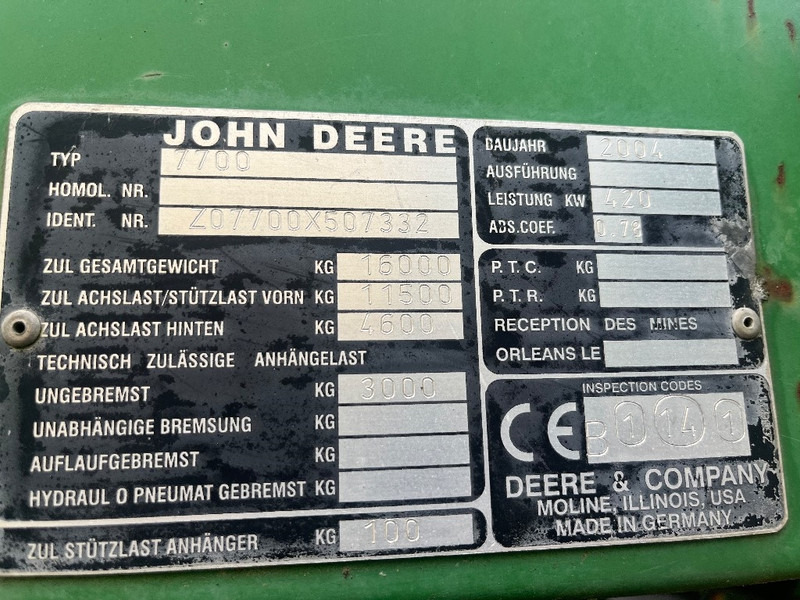 JOHN DEERE
TYP 7700
HOMOL. NR.
IDENT. NR. Z07700X507332
ZUL GESAMTGEWICHT KG 16000
ZUL ACHSLAST/STÜTZLAST VORN KG 11500
ZUL ACHSLAST HINTEN KG 4600
TECHNISCH ZULÄSSIGE ANHÄNGELAST
UNGEBREMST KG 3000
UNABHÄNGIGE BREMSUNG KG
AUFLAUFGEBREMST KG
HYDRAUL O PNEUMAT GEBREMST KG
ZUL STÜTZLAST ANHÄNGER KG 100
BAUJAHR 2004
AUSFÜHRUNG
LEISTUNG KW 420
ABS.COEF. 0.78
P.T.C. KG
P.T.R. KG
RECEPTION DES MINES
ORLEANS LE
INSPECTION CODES
CE B 1 14 1
DEERE & COMPANY
MOLINE, ILLINOIS, USA
MADE IN GERMANY